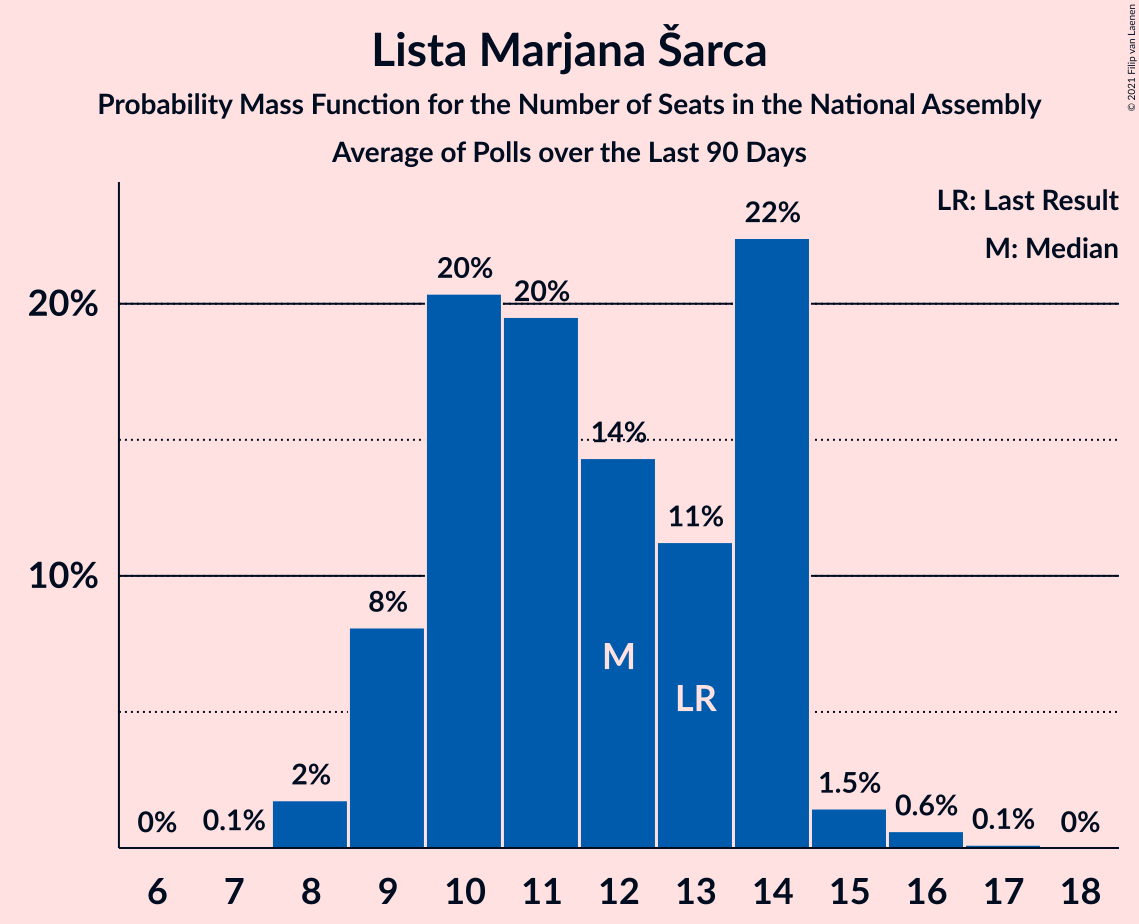 Lista Marjana Šarca
Probability Mass Function for the Number of Seats in the National Assembly
Average of Polls over the Last 90 Days
© 2021 Filip van Laenen
LR: Last Result
M: Median
20%
10%
0%
0.1%
2%
8%
20%
20%
14%
11%
22%
1.5%
0.6%
0.1%
0%
M
LR
6 7 8 9 10 11 12 13 14 15 16 17 18